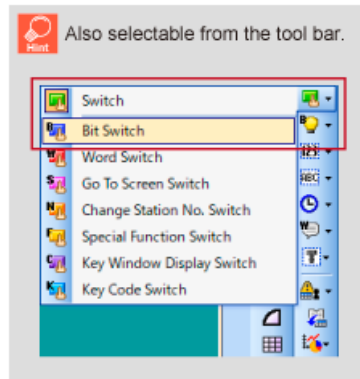 Hint
Also selectable from the tool bar.
Switch
Bit Switch
Word Switch
Go To Screen Switch
Change Station No. Switch
Special Function Switch
Key Window Display Switch
Key Code Switch